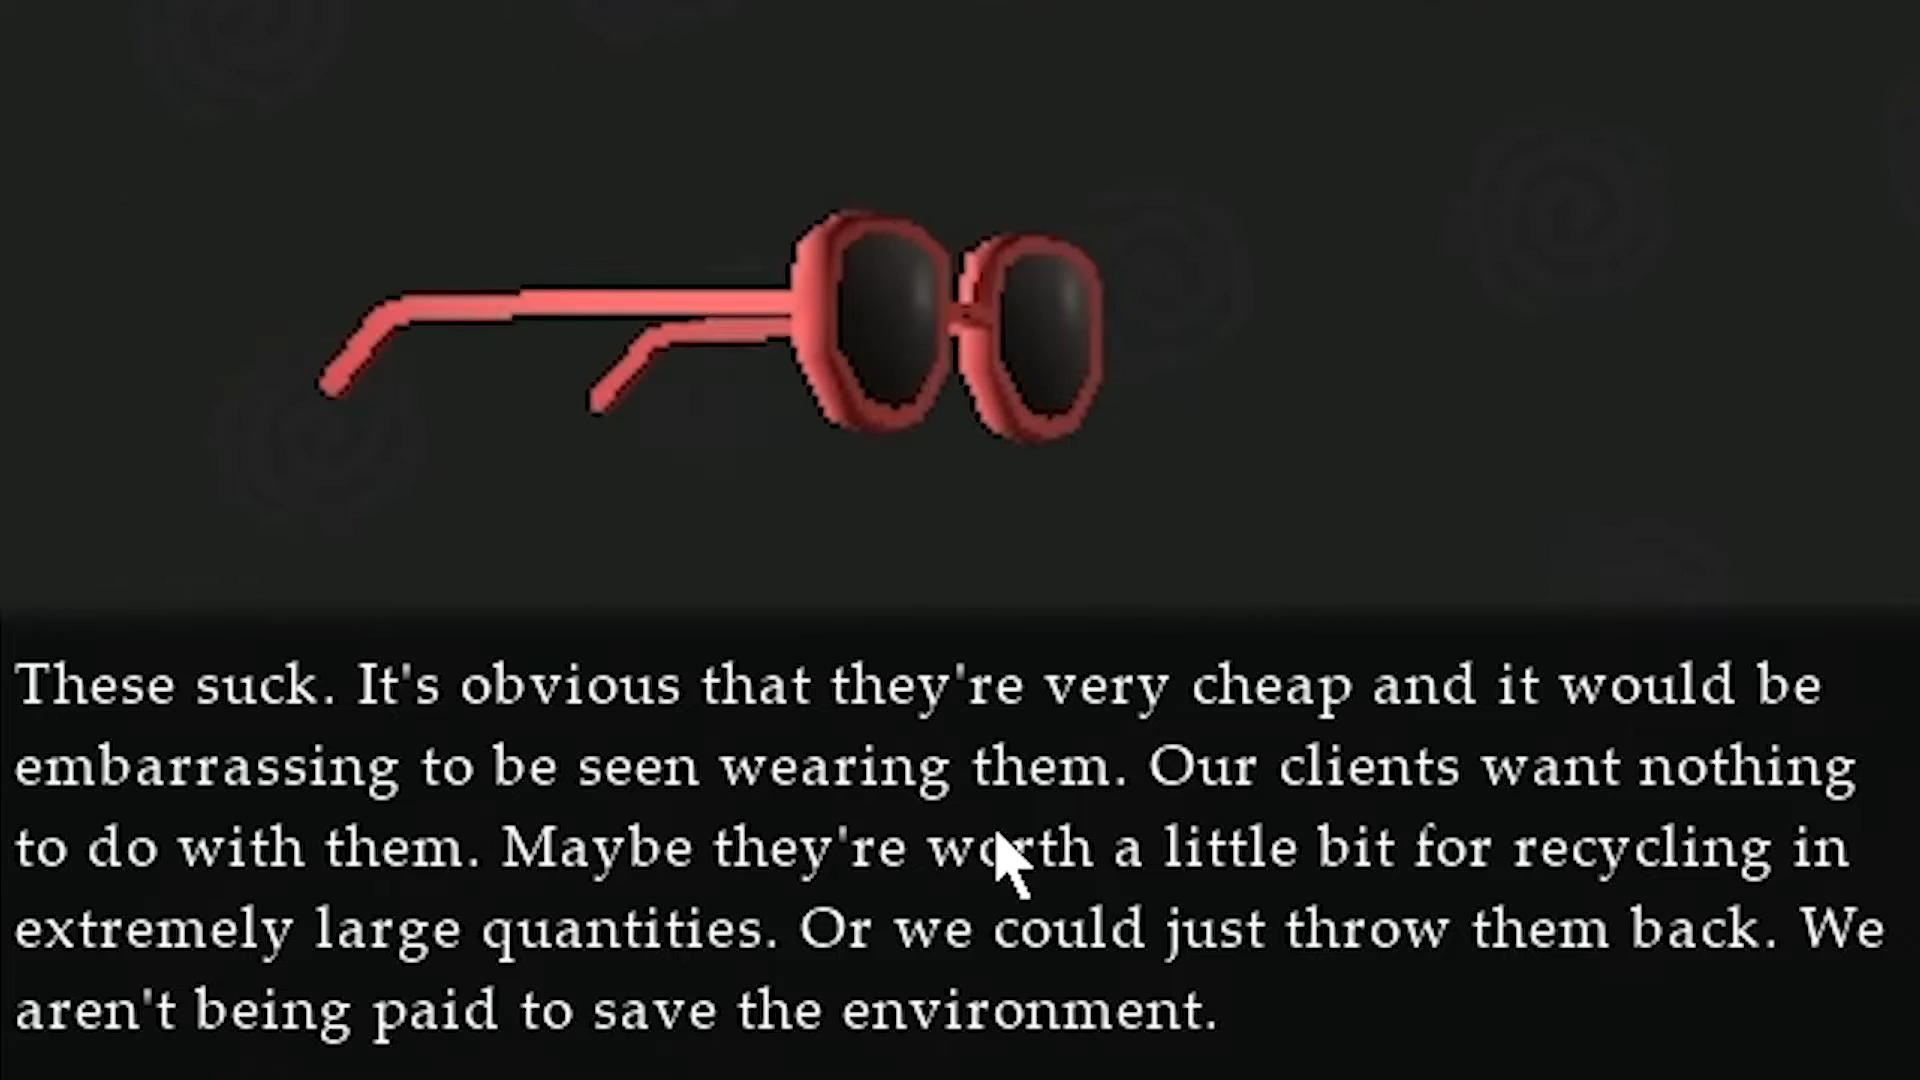 These suck. It's obvious that they're very cheap and it would be
embarrassing to be seen wearing them. Our clients want nothing
to do with them. Maybe they're worth a little bit for recycling in
extremely large quantities. Or we could just throw them back. We
aren't being paid to save the environment.